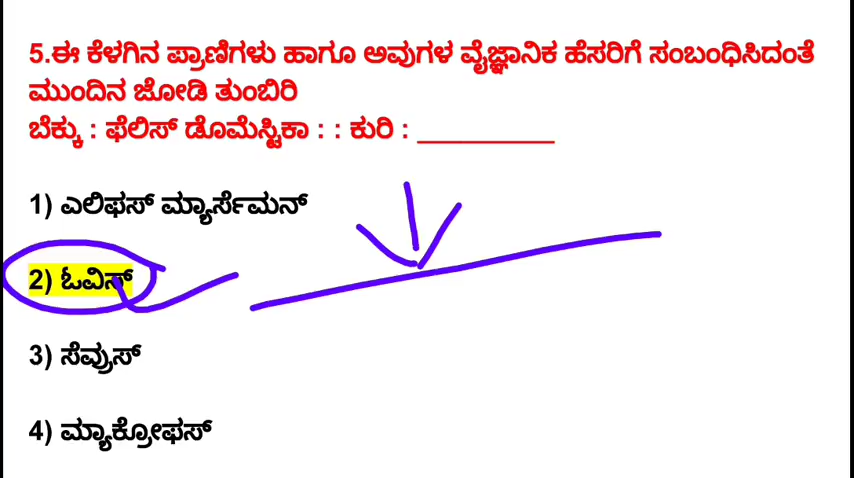 5.ಈ ಕೆಳಗಿನ ಪ್ರಾಣಿಗಳು ಹಾಗೂ ಅವುಗಳ ವೈಜ್ಞಾನಿಕ ಹೆಸರಿಗೆ ಸಂಬಂಧಿಸಿದಂತೆ
ಮುಂದಿನ ಜೋಡಿ ತುಂಬಿರಿ
ಬೆಕ್ಕು : ಫೆಲಿಸ್ ಡೊಮೆಸ್ಟಿಕಾ : : ಕುರಿ : __________
1) ಎಲಿಫಸ್ ಮ್ಯಾರ್ಸೆಮನ್
2) ಓವಿಸ್
3) ಸೆವ್ರುಸ್
4) ಮ್ಯಾಕ್ರೋಫಸ್